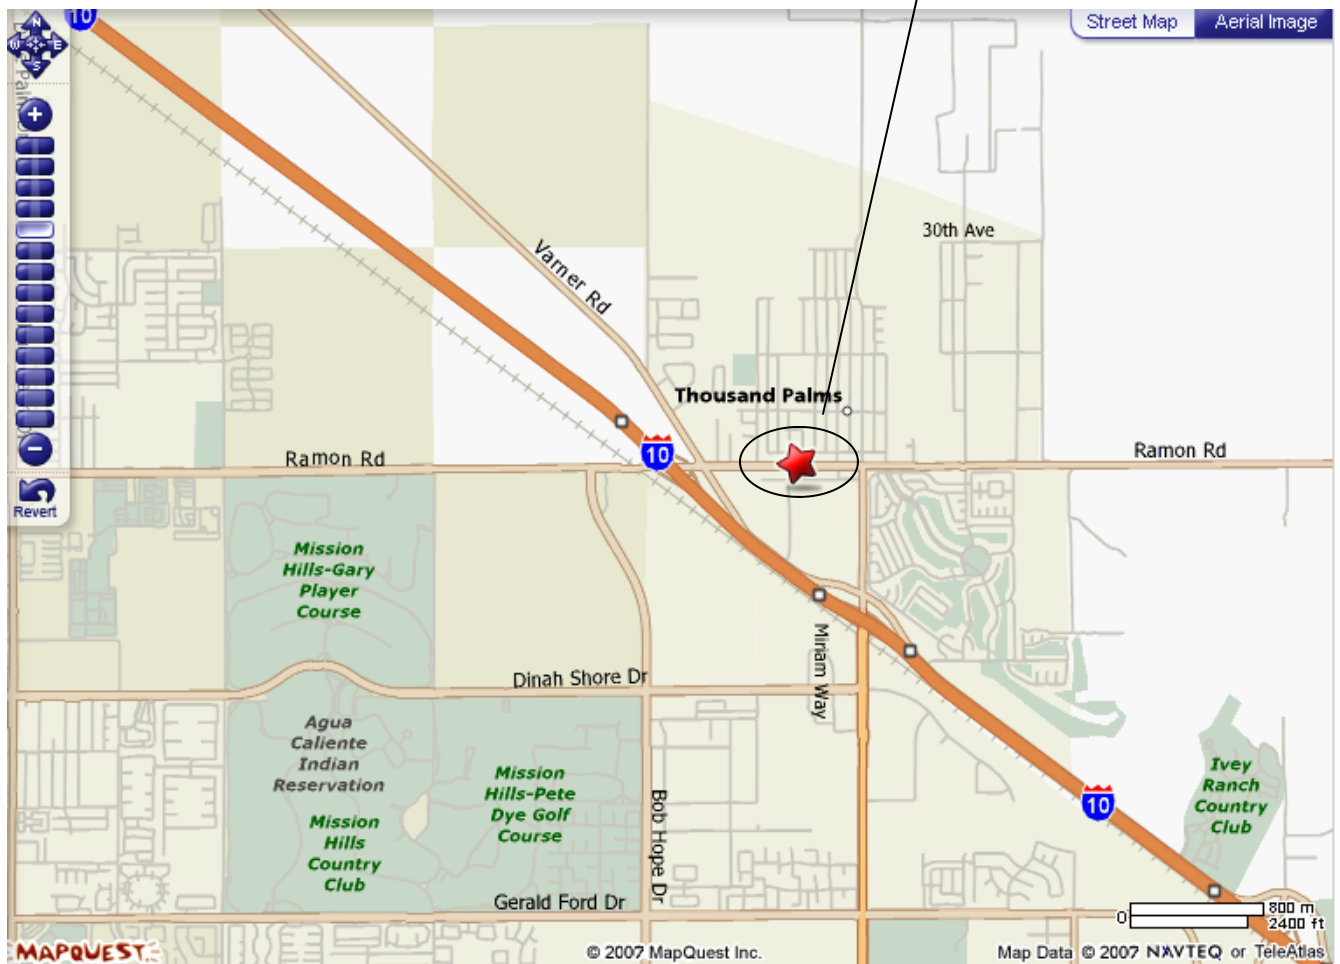 10
N
W E
S
Street Map
Aerial Image
Varner Rd
30th Ave
Thousand Palms
10
Ramon Rd
Ramon Rd
Revert
Mission
Hills-Gary
Player
Course
Miriam Way
Dinah Shore Dr
Agua
Caliente
Indian
Reservation
Mission
Hills
Country
Club
Mission
Hills-Pete
Dye Golf
Course
Bob Hope Dr
10
Ivey
Ranch
Country
Club
Gerald Ford Dr
0
800 m
2400 ft
MAPQUEST
© 2007 MapQuest Inc.
Map Data © 2007 NAVTEQ or TeleAtlas